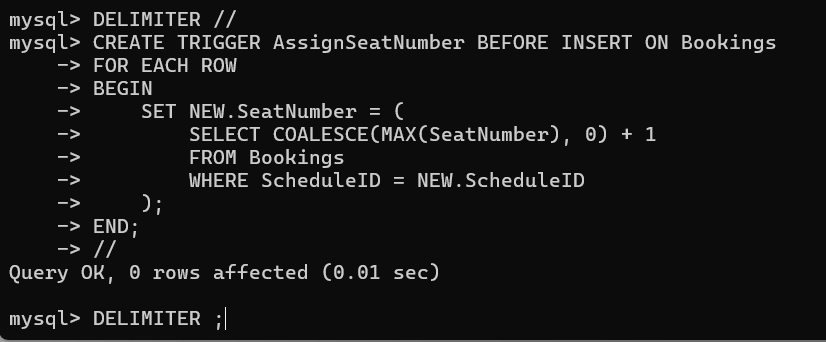 mysql> DELIMITER //
mysql> CREATE TRIGGER AssignSeatNumber BEFORE INSERT ON Bookings
    -> FOR EACH ROW
    -> BEGIN
    ->     SET NEW.SeatNumber = (
    ->         SELECT COALESCE(MAX(SeatNumber), 0) + 1
    ->         FROM Bookings
    ->         WHERE ScheduleID = NEW.ScheduleID
    ->     );
    -> END;
    -> //
Query OK, 0 rows affected (0.01 sec)
mysql> DELIMITER ;